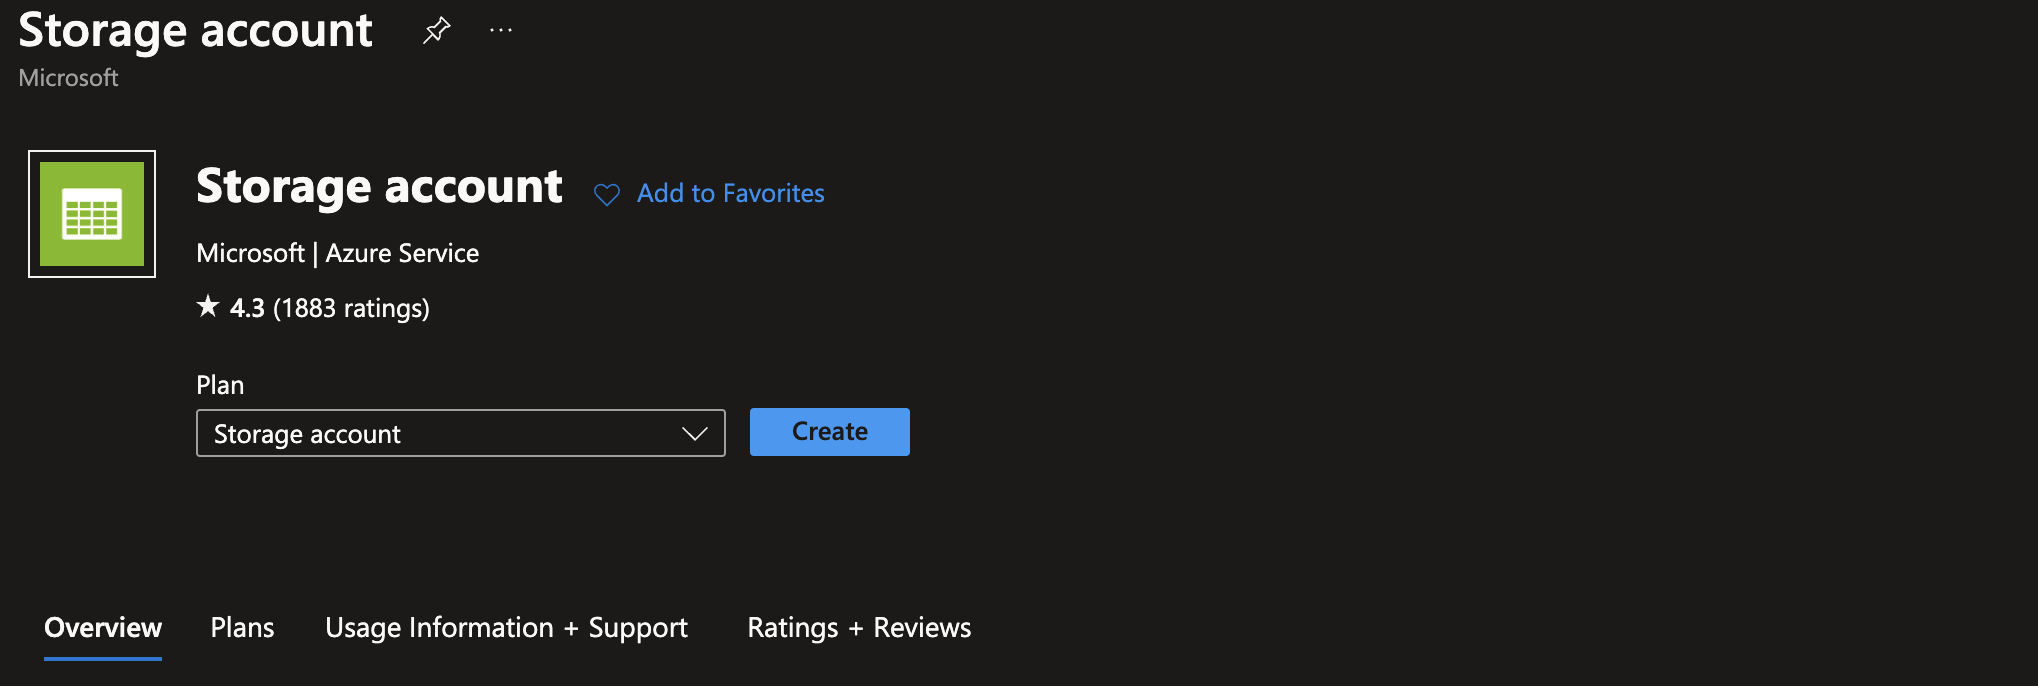 Storage account
Microsoft
Storage account
Add to Favorites
Microsoft | Azure Service
★ 4.3 (1883 ratings)
Plan
Storage account
Create
Overview Plans Usage Information + Support Ratings + Reviews